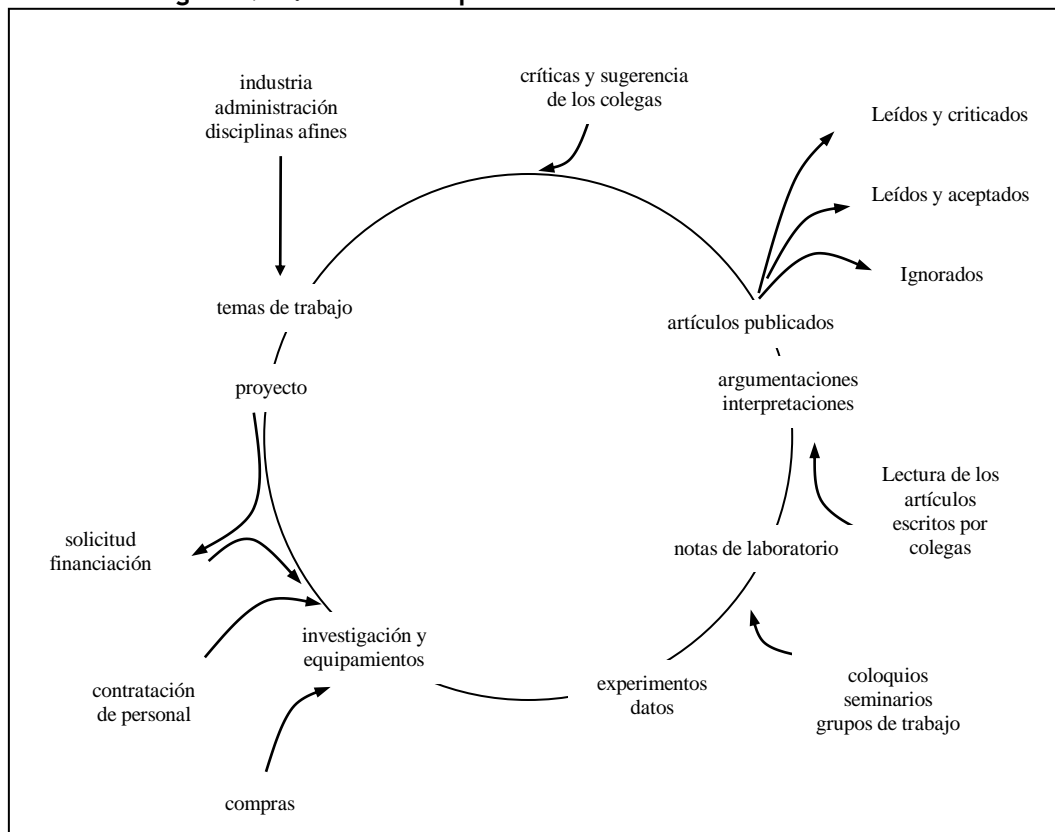 industria
administración
disciplinas afines
críticas y sugerencia
de los colegas
Leídos y criticados
Leídos y aceptados
Ignorados
temas de trabajo
artículos publicados
proyecto
argumentaciones
interpretaciones
Lectura de los
artículos
escritos por
colegas
solicitud
financiación
notas de laboratorio
investigación y
equipamientos
contratación
de personal
experimentos
datos
coloquios
seminarios
grupos de trabajo
compras